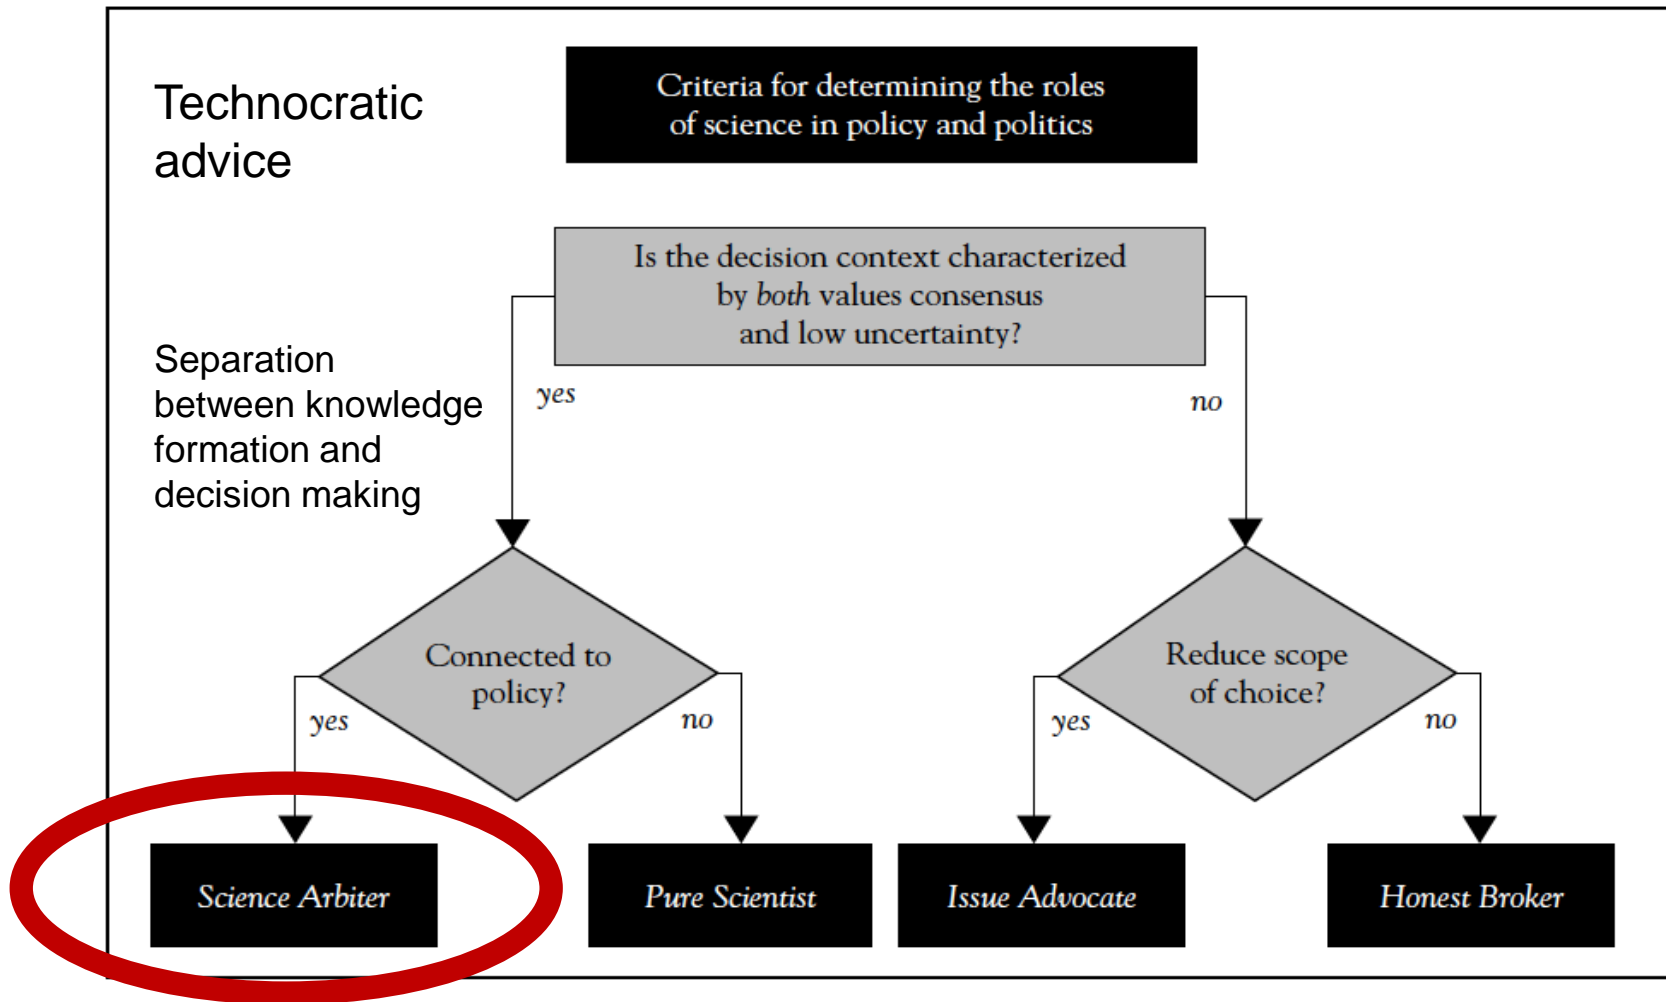 Technocratic
advice
Criteria for determining the roles
of science in policy and politics
Is the decision context characterized
by both values consensus
and low uncertainty?
Separation
between knowledge
formation and
decision making
yes
no
Connected to
policy?
Reduce scope
of choice?
yes
no
yes
no
Science Arbiter
Pure Scientist
Issue Advocate
Honest Broker